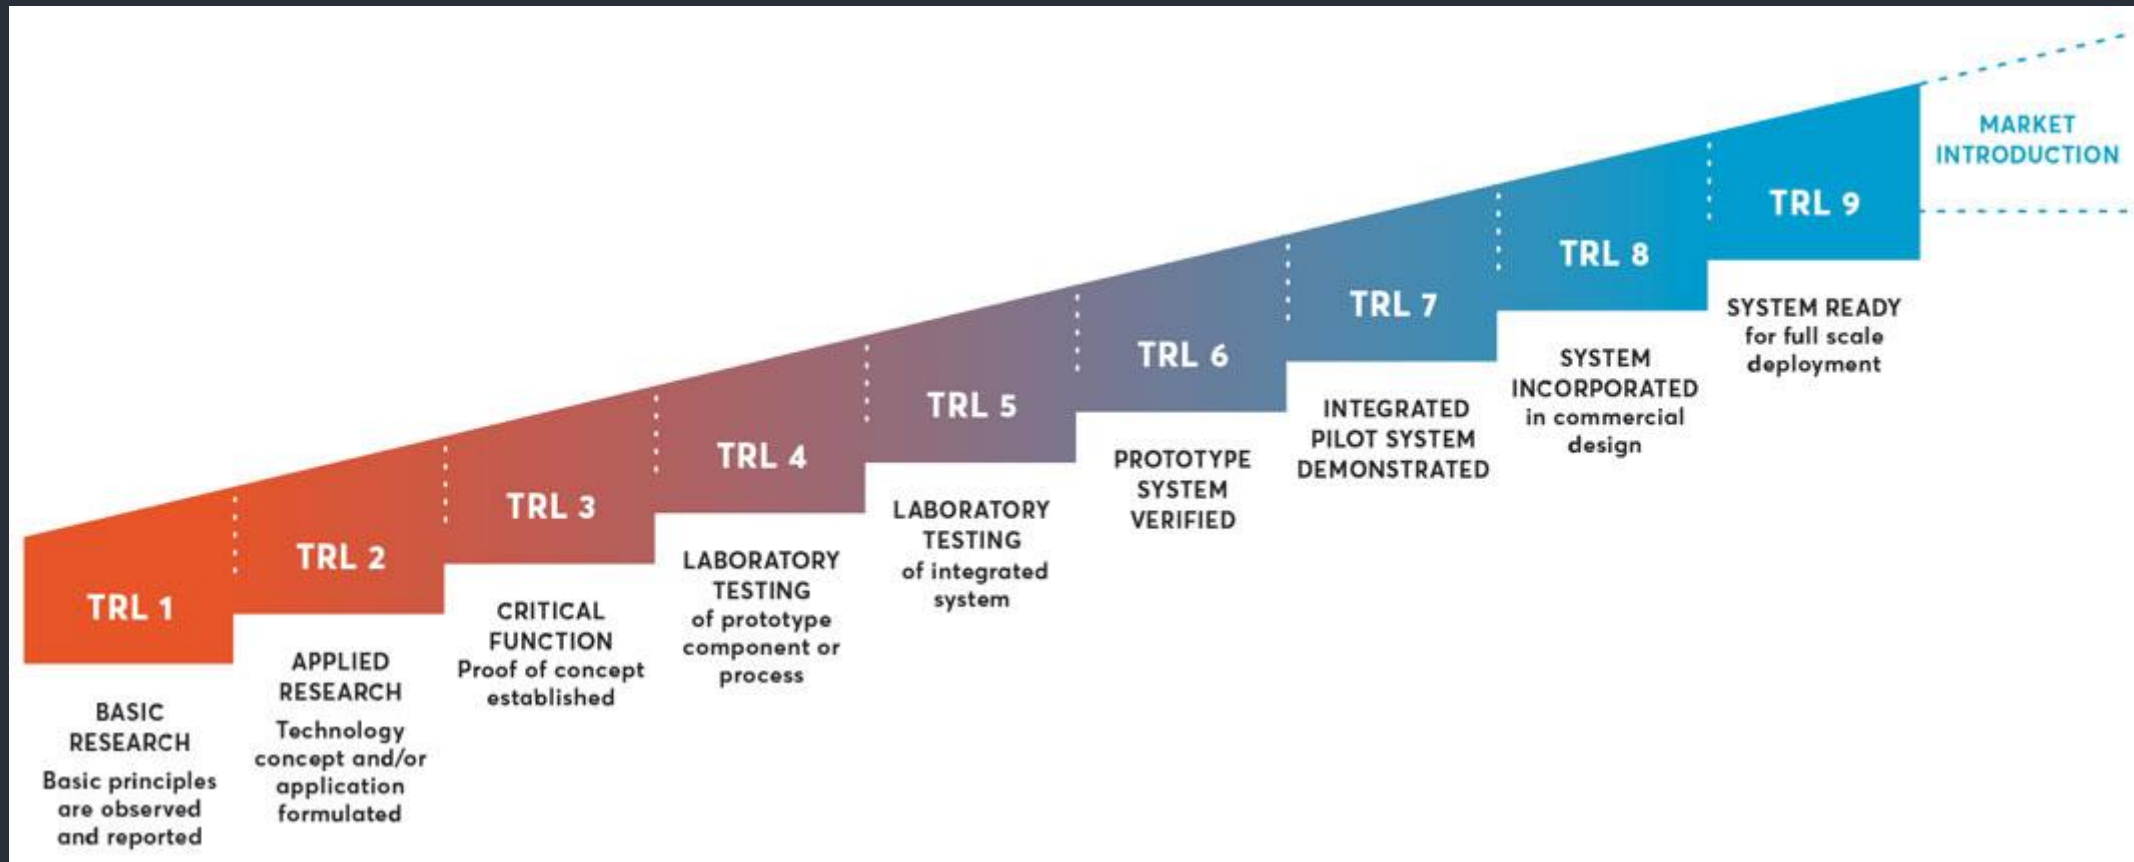 TRL 1
BASIC
RESEARCH
Basic principles
are observed
and reported
TRL 2
APPLIED
RESEARCH
Technology
concept and/or
application
formulated
TRL 3
CRITICAL
FUNCTION
Proof of concept
established
TRL 4
LABORATORY
TESTING
of prototype
component or
process
TRL 5
LABORATORY
TESTING
of integrated
system
TRL 6
PROTOTYPE
SYSTEM
VERIFIED
TRL 7
INTEGRATED
PILOT SYSTEM
DEMONSTRATED
TRL 8
SYSTEM
INCORPORATED
in commercial
design
TRL 9
SYSTEM READY
for full scale
deployment
MARKET
INTRODUCTION